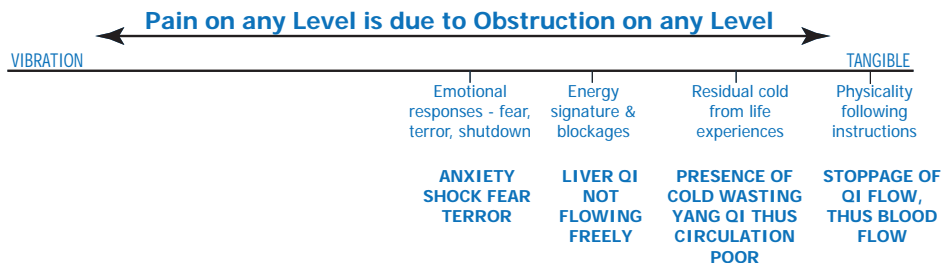 Pain on any Level is due to Obstruction on any Level
VIBRATION
TANGIBLE
Emotional
responses - fear,
terror, shutdown
Energy
signature &
blockages
Residual cold
from life
experiences
Physicality
following
instructions
ANXIETY
SHOCK FEAR
TERROR
LIVER QI
NOT
FLOWING
FREELY
PRESENCE OF
COLD WASTING
YANG QI THUS
CIRCULATION
POOR
STOPPAGE OF
QI FLOW,
THUS BLOOD
FLOW